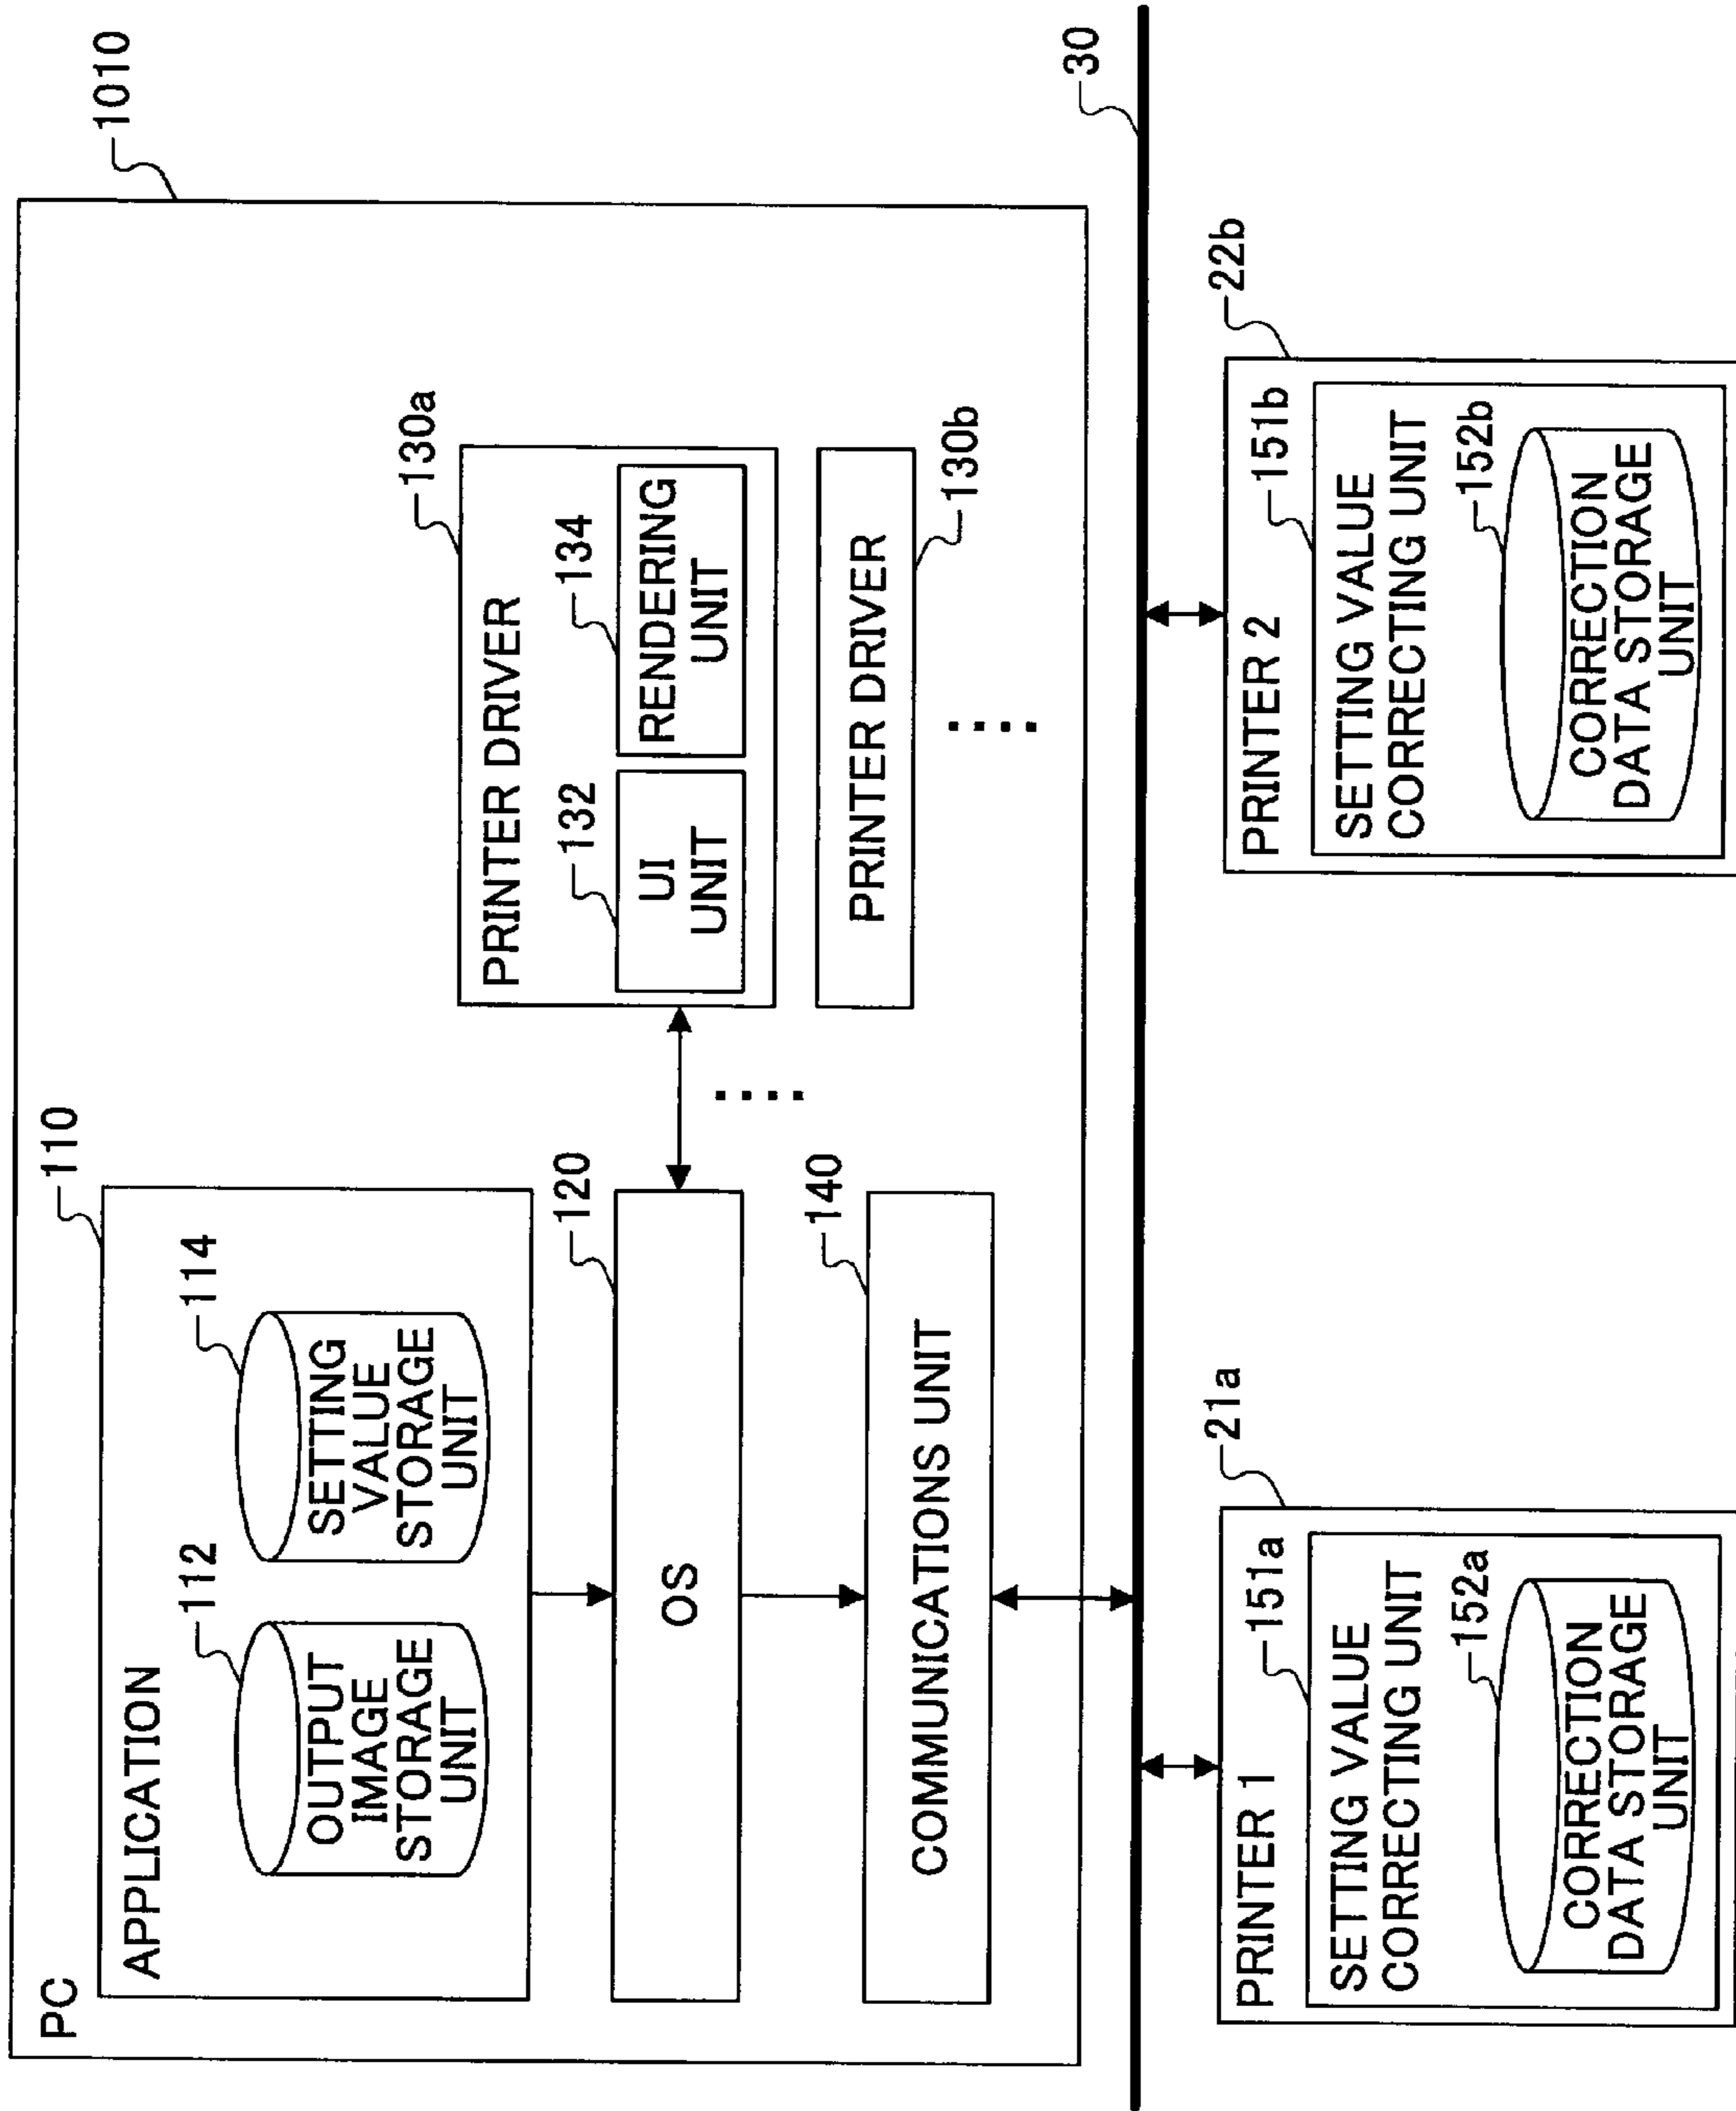 1010
PC
110
APPLICATION
112
114
OUTPUT
IMAGE
STORAGE
UNIT
SETTING
VALUE
STORAGE
UNIT
130a
PRINTER DRIVER
132
134
UI
UNIT
RENDERING
UNIT
120
OS
....
PRINTER DRIVER
130b
....
140
COMMUNICATIONS UNIT
30
21a
PRINTER 1
151a
SETTING VALUE
CORRECTING UNIT
152a
CORRECTION
DATA STORAGE
UNIT
22b
PRINTER 2
151b
SETTING VALUE
CORRECTING UNIT
152b
CORRECTION
DATA STORAGE
UNIT